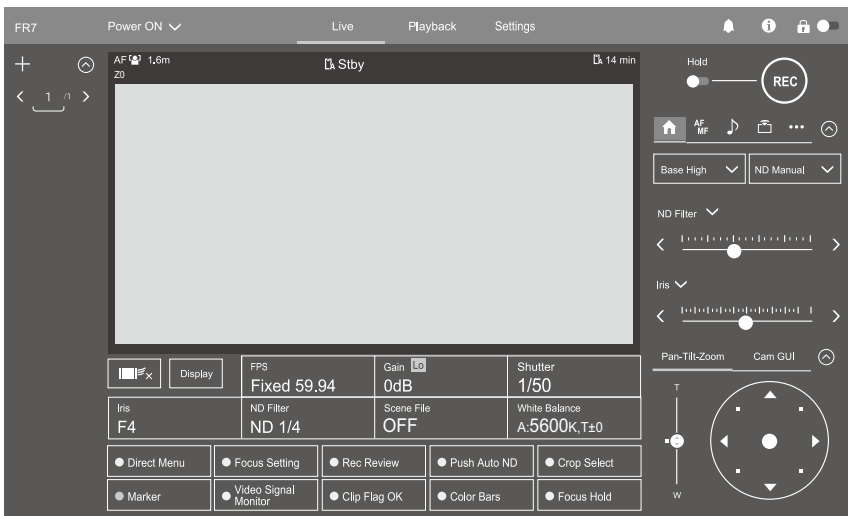 FR7
Power ON
Live
Playback
Settings
1 /1
AF 1.6m
Stby
14 min
Z0
Hold
REC
AF
MF
Base High
ND Manual
ND Filter
Iris
Pan-Tilt-Zoom
Cam GUI
T
W
Display
FPS
Fixed 59.94
Gain Lo
0dB
Shutter
1/50
Iris
F4
ND Filter
ND 1/4
Scene File
OFF
White Balance
A:5600K,T±0
Direct Menu
Focus Setting
Rec Review
Push Auto ND
Crop Select
Marker
Video Signal
Monitor
Clip Flag OK
Color Bars
Focus Hold